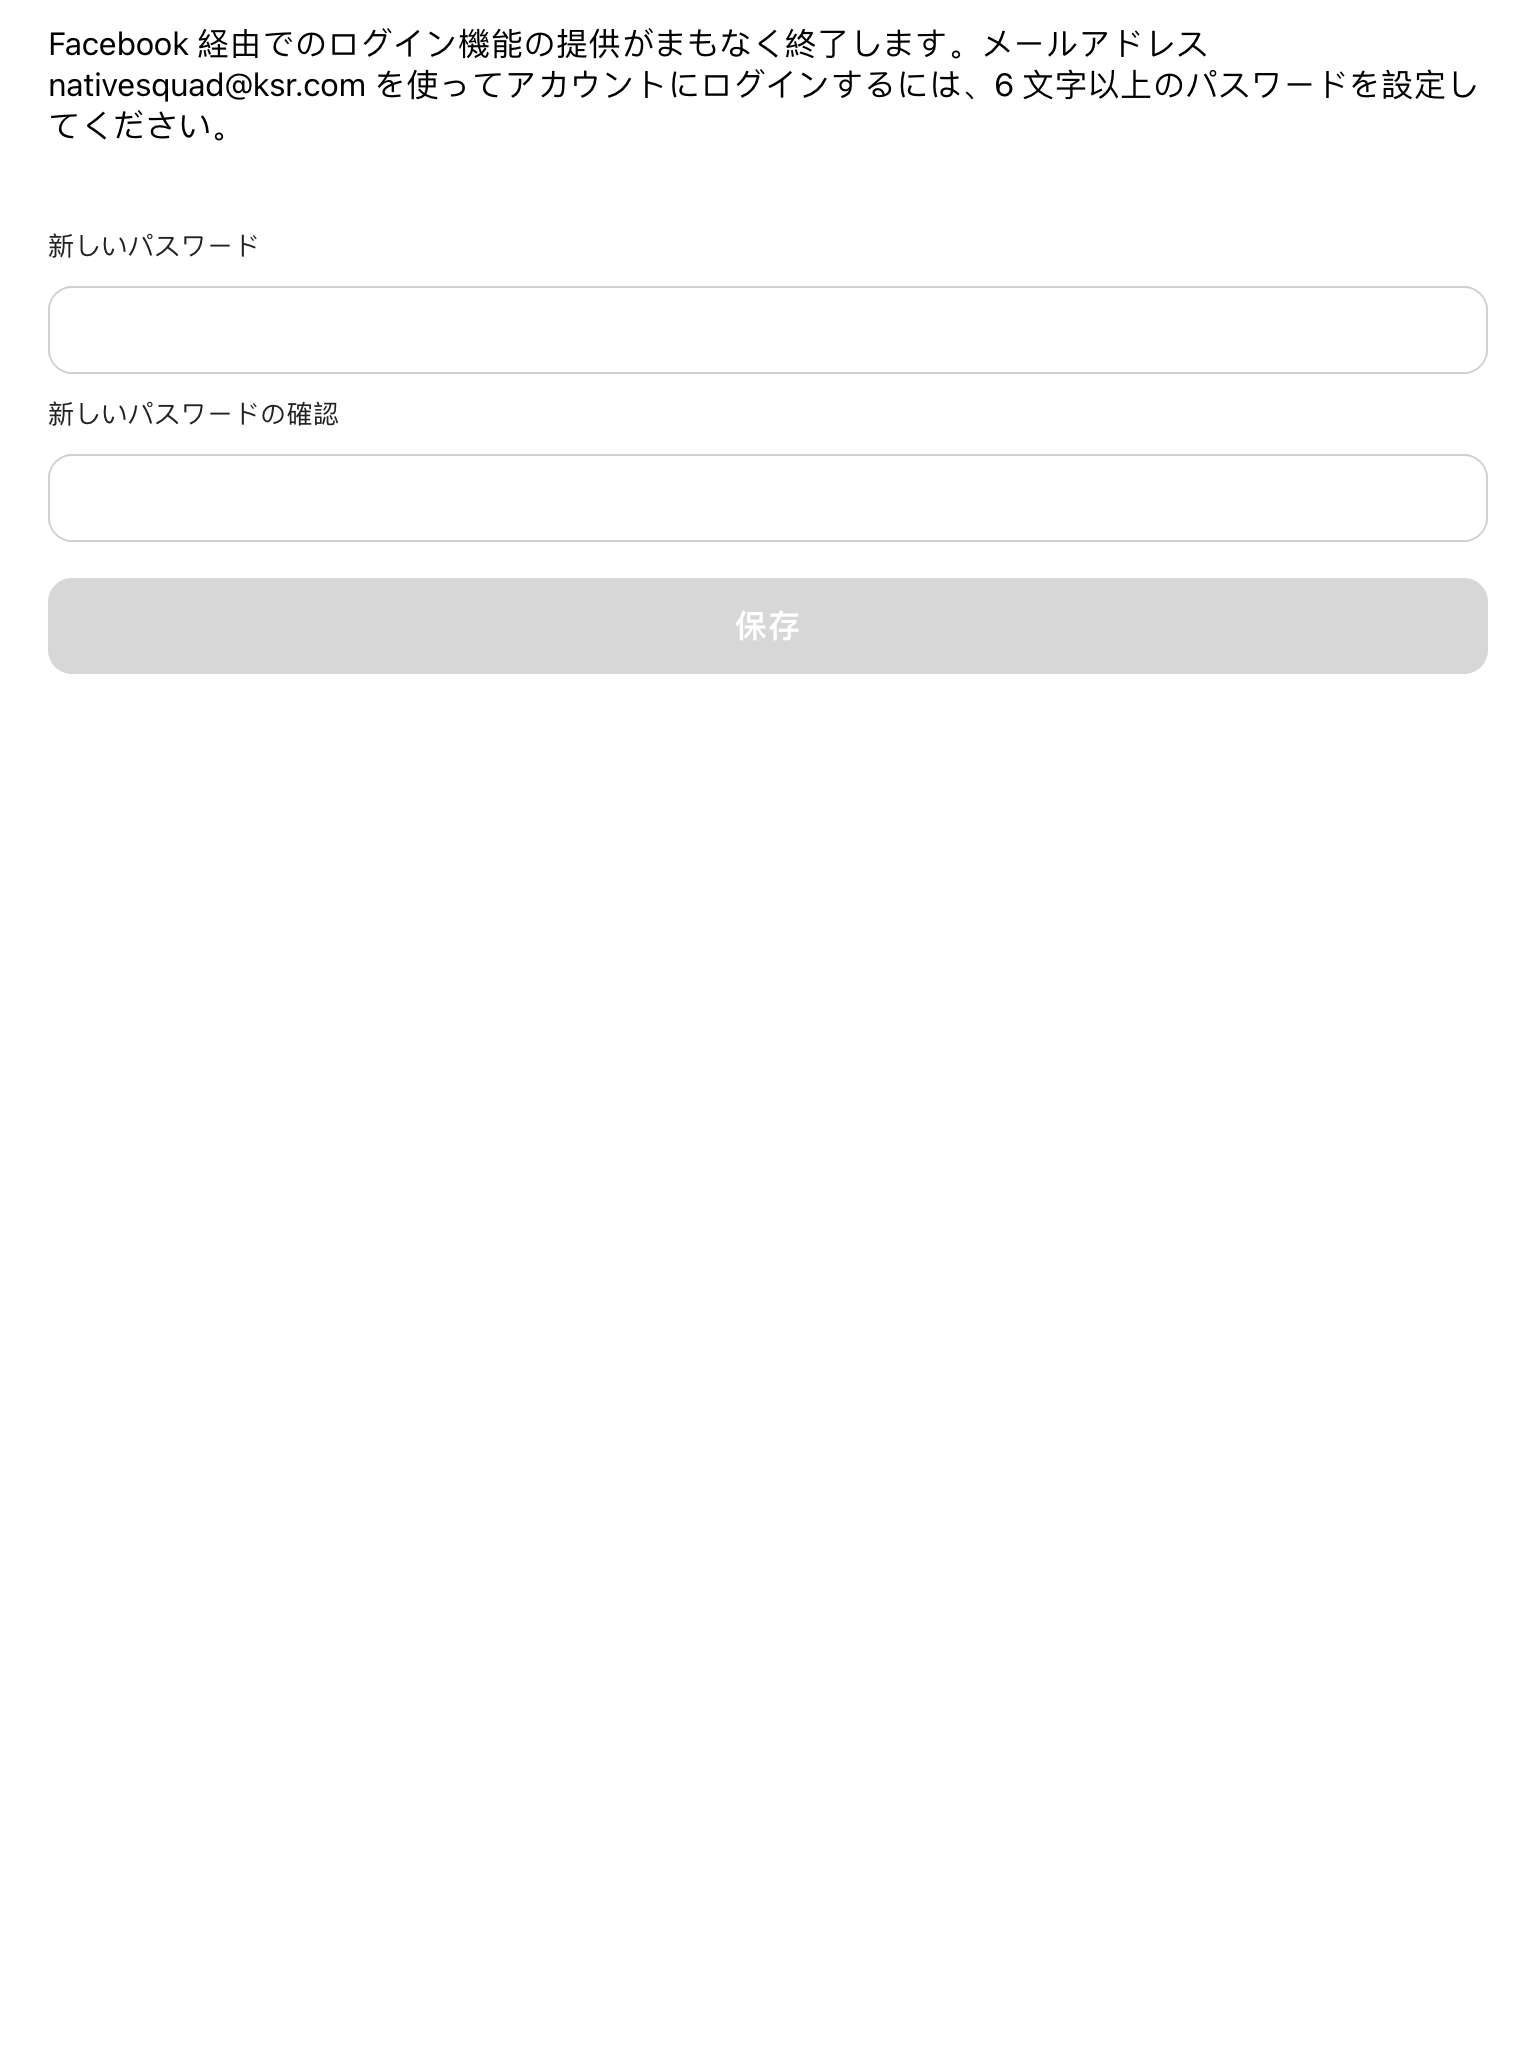 Facebook 経由でのログイン機能の提供がまもなく終了します。メールアドレス
nativesquad@ksr.com を使ってアカウントにログインするには、6 文字以上のパスワードを設定し
てください。
新しいパスワード
新しいパスワードの確認
保存